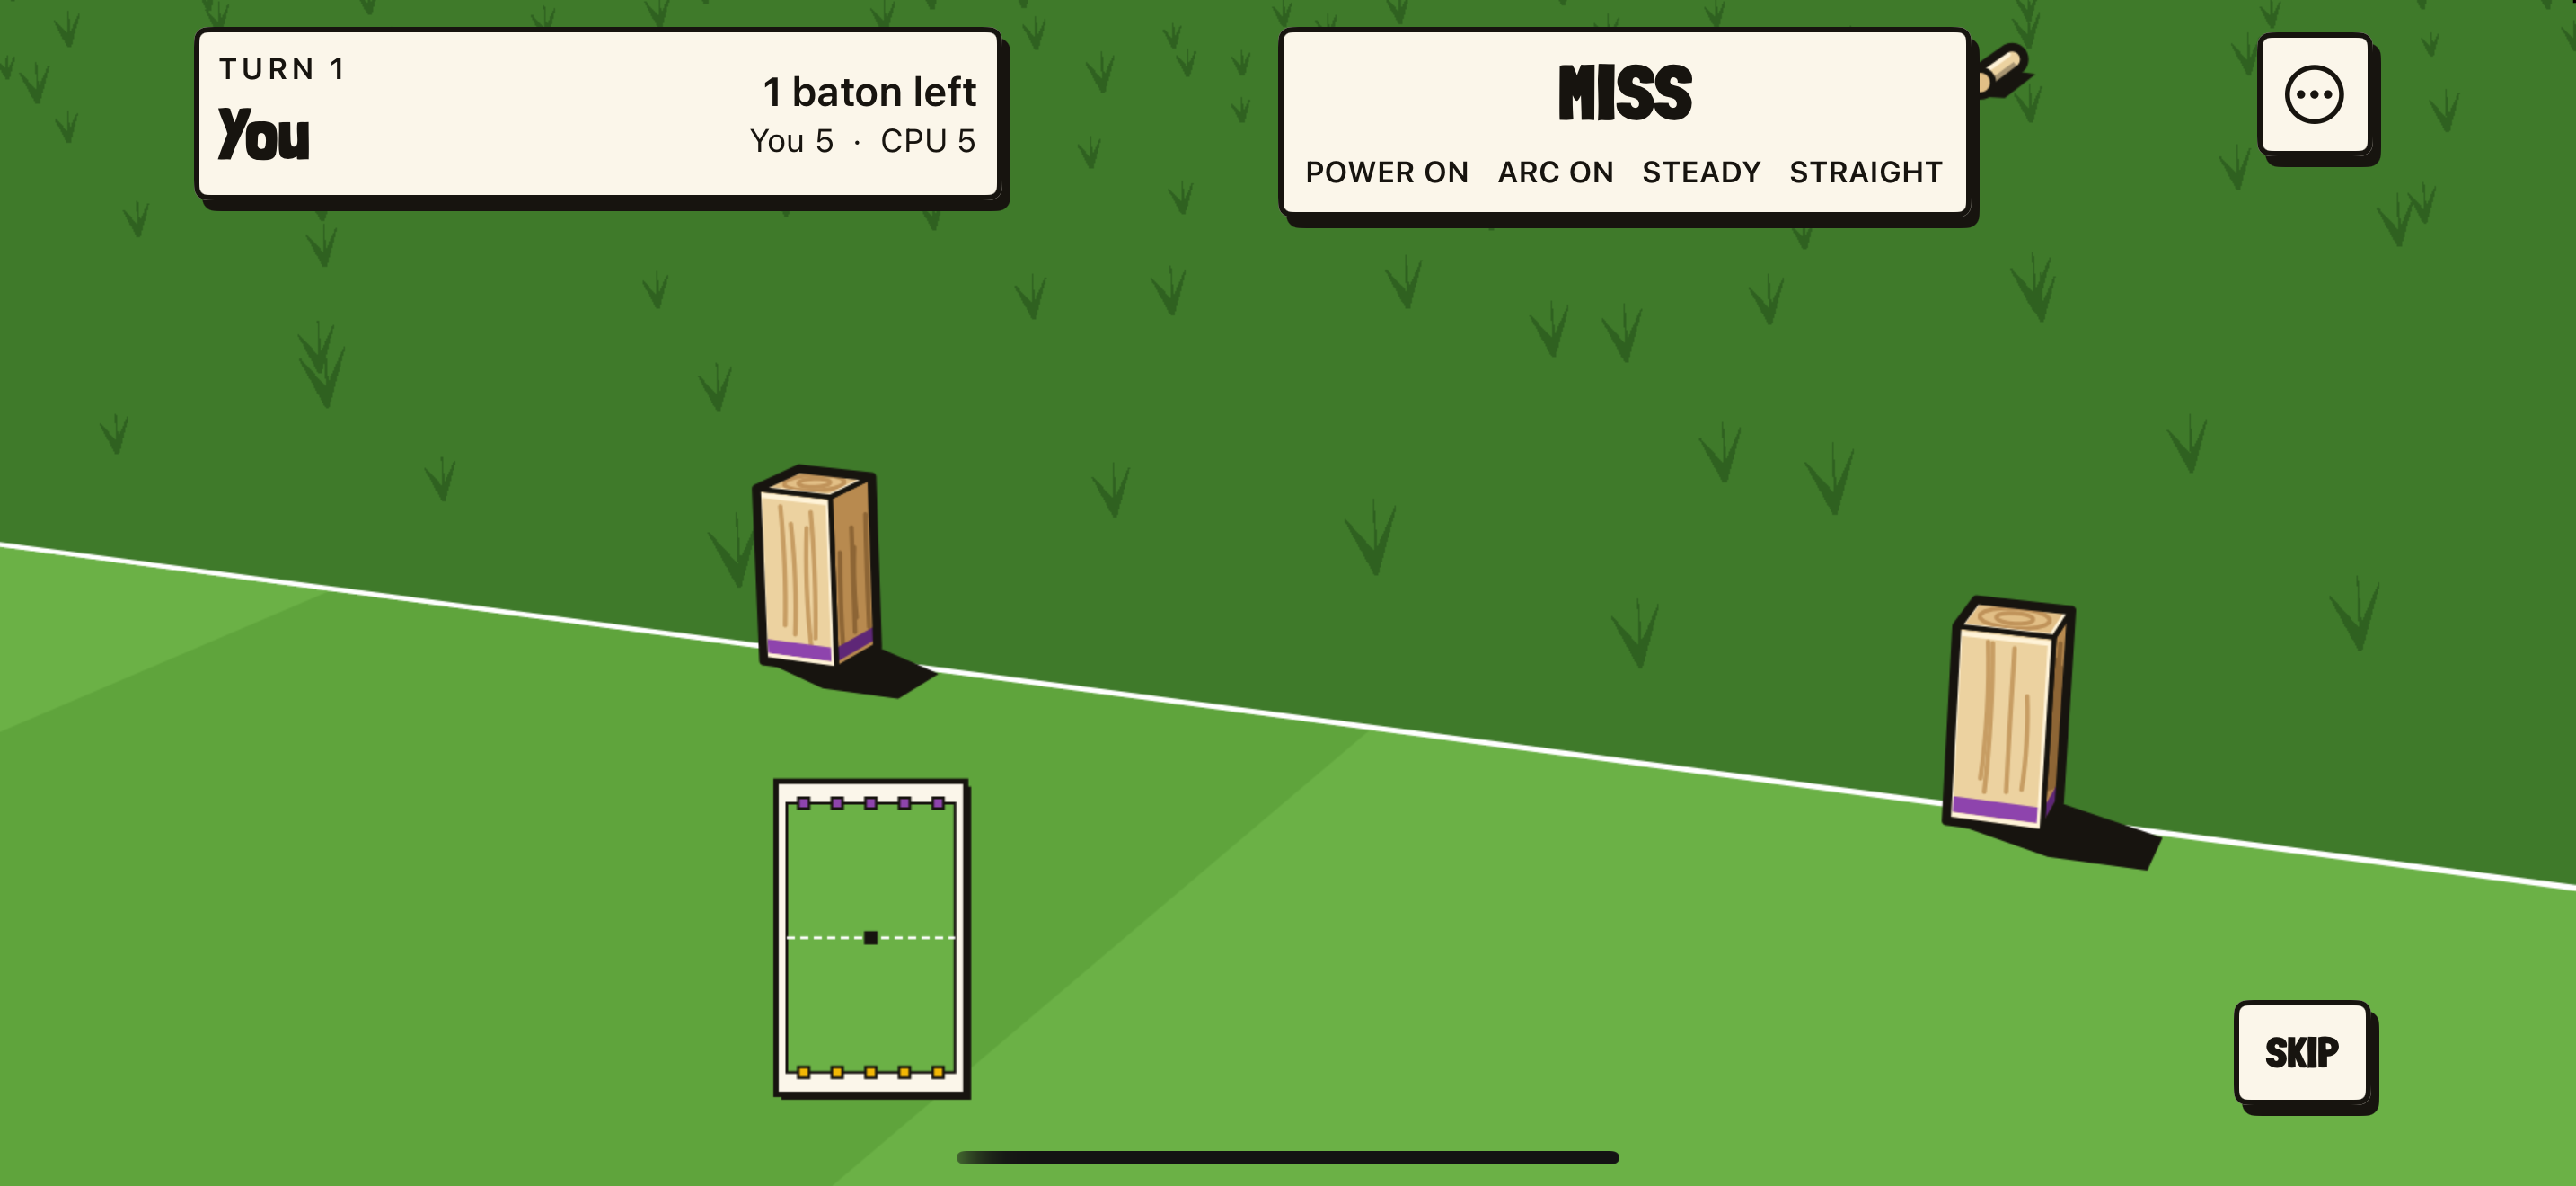 TURN 1
You
1 baton left
You 5 · CPU 5
MISS
POWER ON ARC ON STEADY STRAIGHT
SKIP